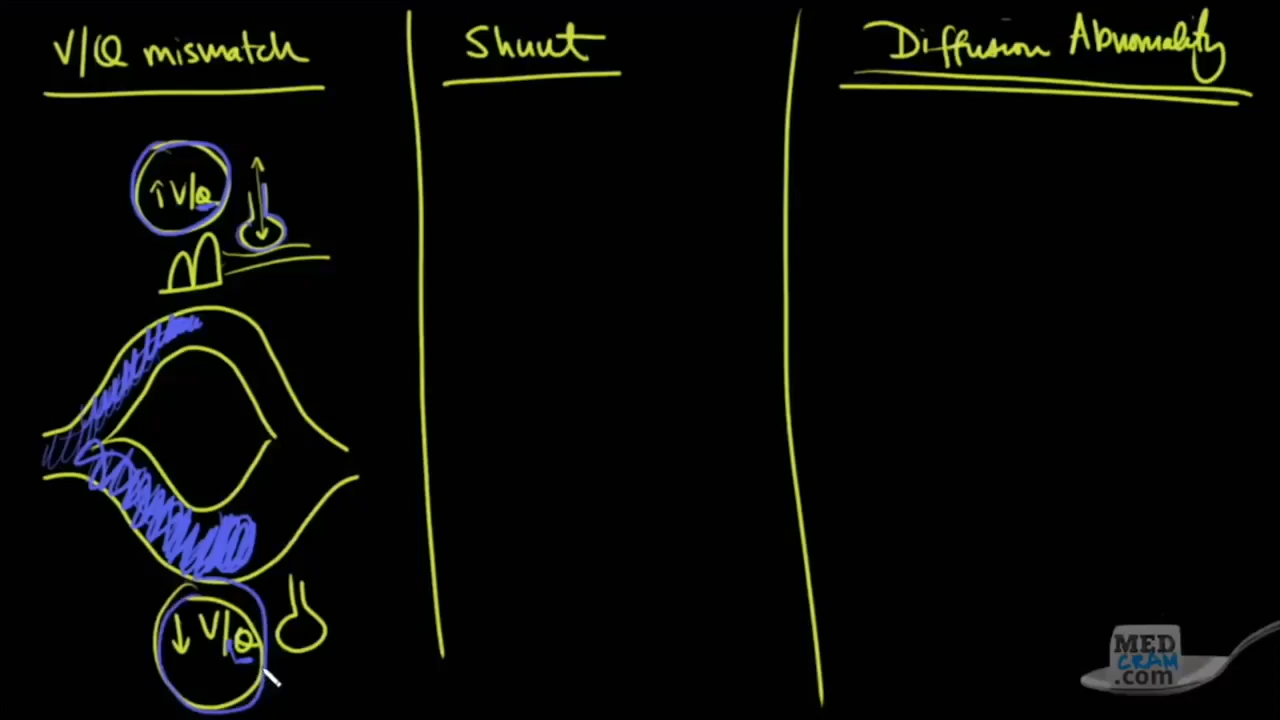 V/Q mismatch
Shunt
Diffusion Abnormality
↑V/Q
↓ V/Q
MED
CRAM
.com